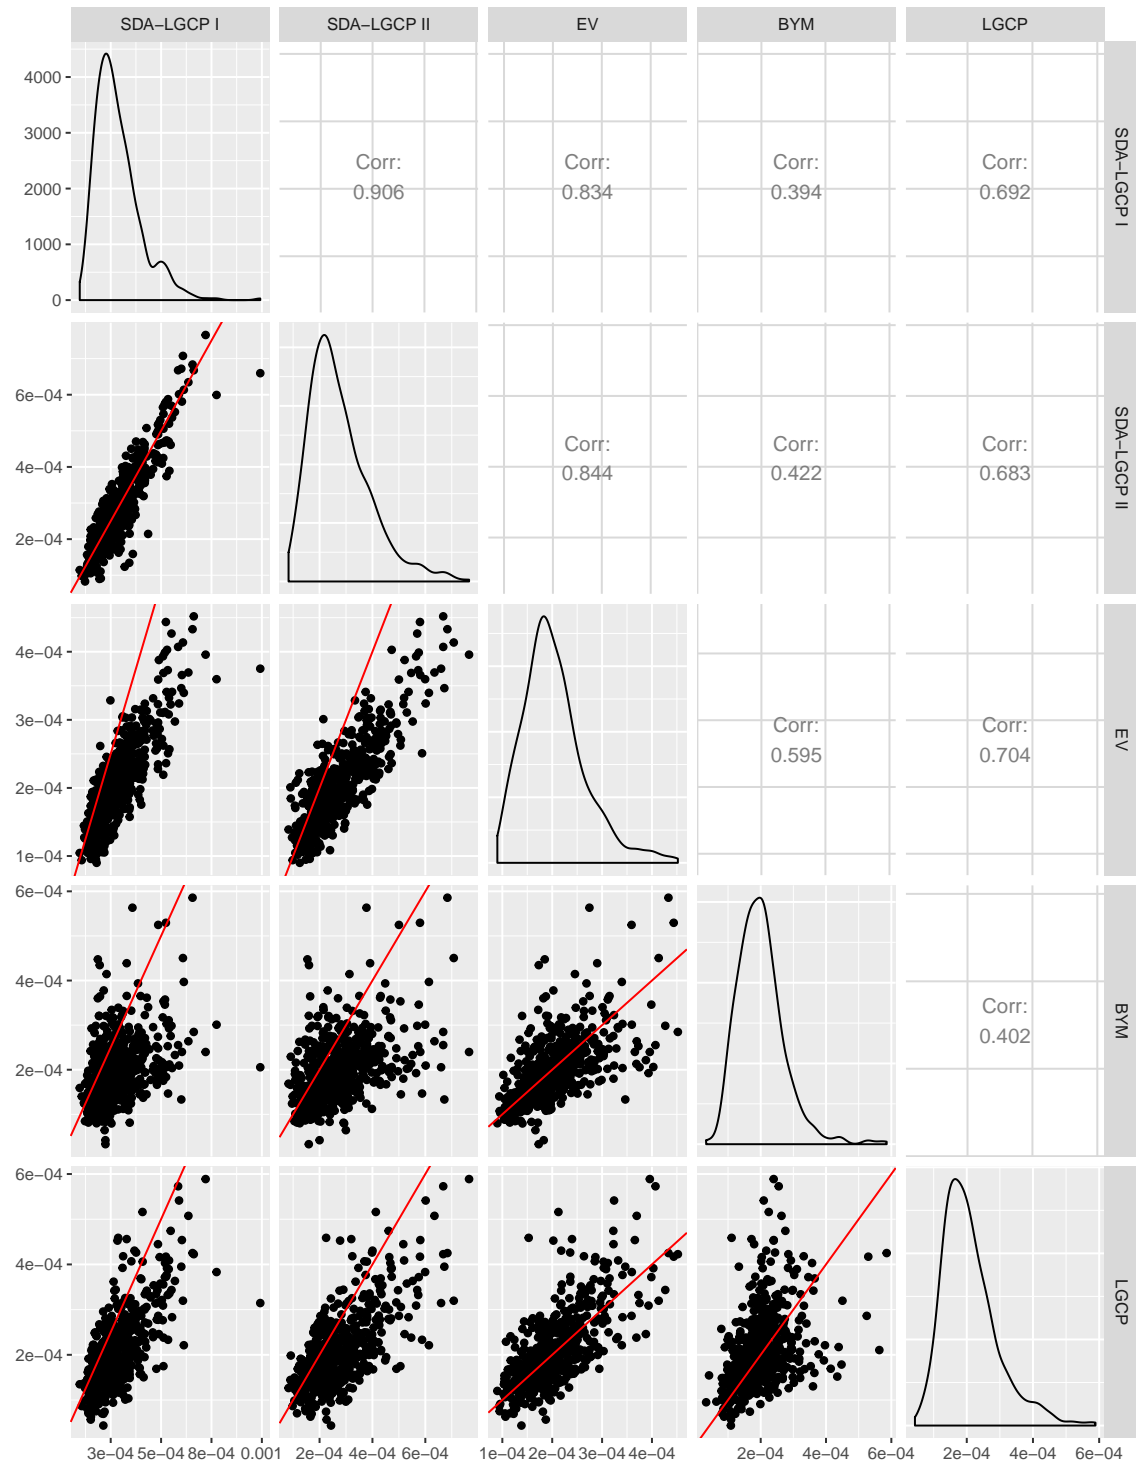 SDA−LGCP I
SDA−LGCP II
EV
BYM
LGCP
4000
3000
2000
1000
0
Corr:
0.906
Corr:
0.834
Corr:
0.394
Corr:
0.692
SDA−LGCP I
6e−04
4e−04
2e−04
Corr:
0.844
Corr:
0.422
Corr:
0.683
SDA−LGCP II
4e−04
3e−04
2e−04
1e−04
Corr:
0.595
Corr:
0.704
EV
6e−04
4e−04
2e−04
Corr:
0.402
BYM
6e−04
4e−04
2e−04
LGCP
3e−04 5e−04 8e−04 0.001
2e−04 4e−04 6e−04
1e−04 2e−04 3e−04 4e−04
2e−04 4e−04 6e−04
2e−04 4e−04 6e−04